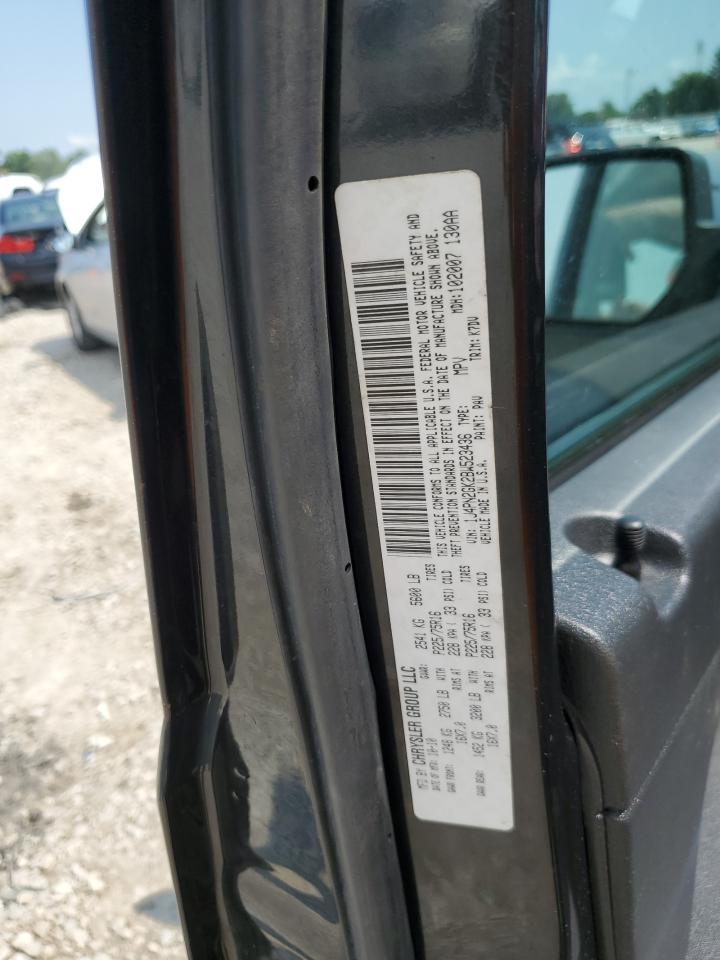 MFD BY CHRYSLER GROUP LLC
DATE OF MFR: 10-10 GVWR: 2541 KG 5600 LB
GAWR FRONT: 1248 KG 2750 LB WITH P225/75R16 TIRES
16X7.0 RIMS AT 228 KPA ( 33 PSI) COLD
GAWR REAR: 1452 KG 3200 LB WITH P225/75R16 TIRES
16X7.0 RIMS AT 228 KPA ( 33 PSI) COLD
THIS VEHICLE CONFORMS TO ALL APPLICABLE U.S.A. FEDERAL MOTOR VEHICLE SAFETY AND
THEFT PREVENTION STANDARDS IN EFFECT ON THE DATE OF MANUFACTURE SHOWN ABOVE.
VIN: 1J4PN2GK2BW523436 TYPE: MPV MDH: 102007 130AA
VEHICLE MADE IN U.S.A. PAINT: PAU TRIM: K7DV